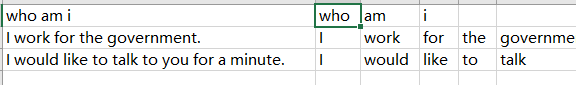 who am i who am i
I work for the government. I work for the governme
I would like to talk to you for a minute. I would like to talk